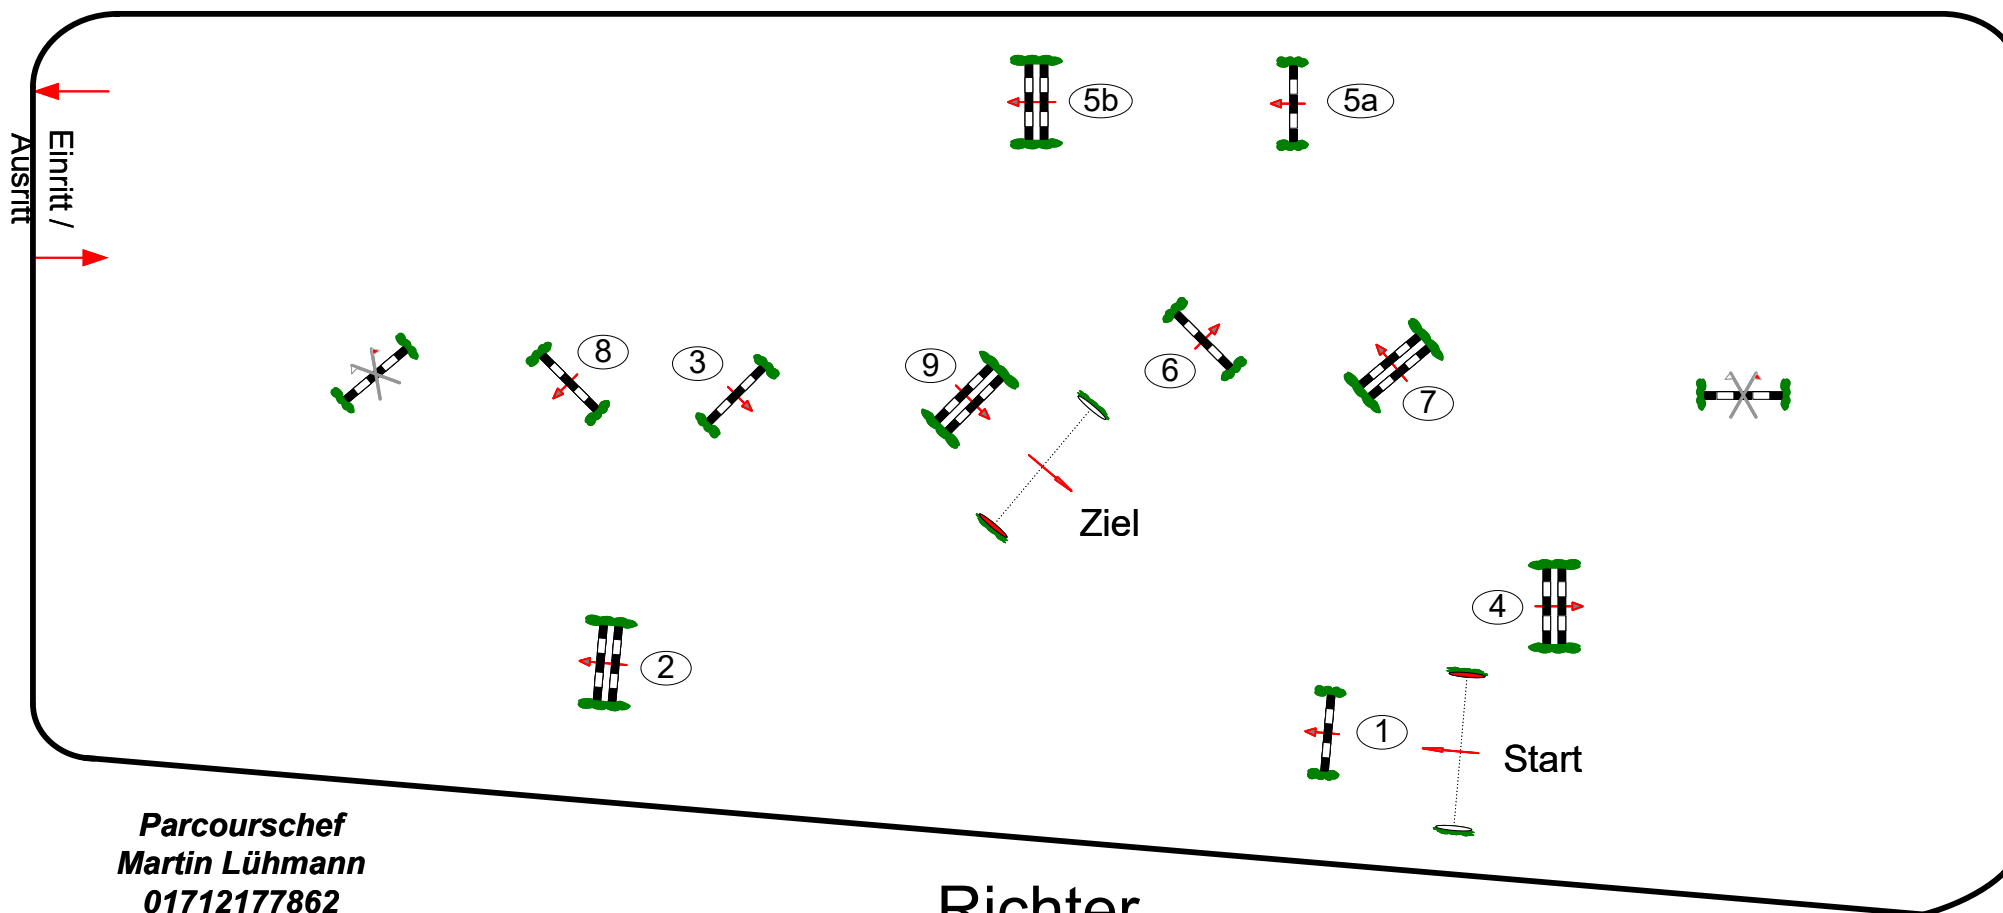 5b
5a
Einritt /
Ausritt
8
3
9
6
7
Ziel
4
2
1
Start
Parcourschef
Martin Lühmann
01712177862
Richter